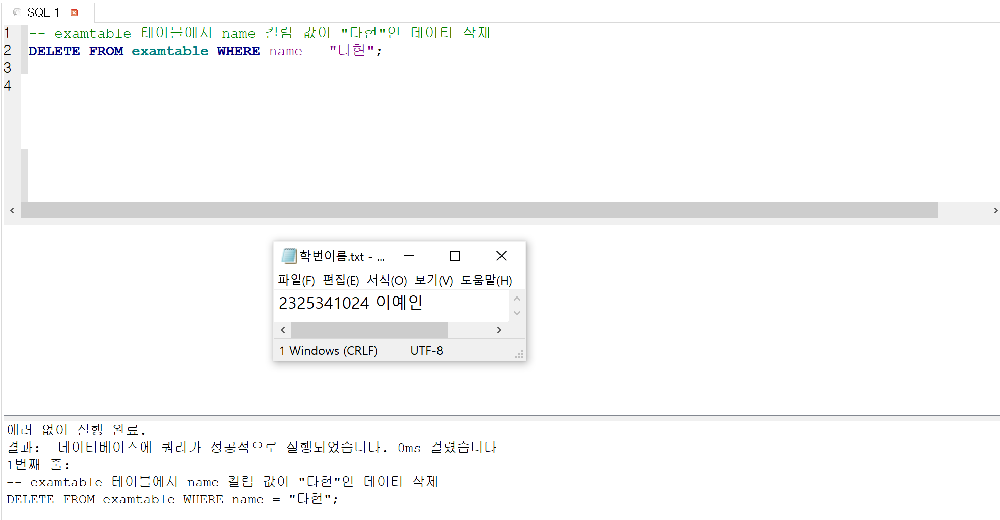 SQL 1
1 -- examtable 테이블에서 name 컬럼 값이 "다현"인 데이터 삭제
2 DELETE FROM examtable WHERE name = "다현";
3
4
학번이름.txt - ...
파일(F) 편집(E) 서식(O) 보기(V) 도움말(H)
2325341024 이예인
1 Windows (CRLF) UTF-8
에러 없이 실행 완료.
결과: 데이터베이스에 쿼리가 성공적으로 실행되었습니다. 0ms 걸렸습니다
1번째 줄:
-- examtable 테이블에서 name 컬럼 값이 "다현"인 데이터 삭제
DELETE FROM examtable WHERE name = "다현";